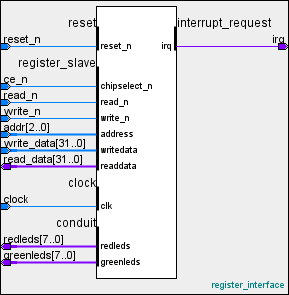 reset interrupt_request
reset_n reset_n irq irq
register_slave
ce_n chipselect_n
read_n read_n
write_n write_n
addr[2..0] address
write_data[31..0] writedata
read_data[31..0] readdata
clock
clock clk
conduit
redleds[7..0] redleds
greenleds[7..0] greenleds
register_interface